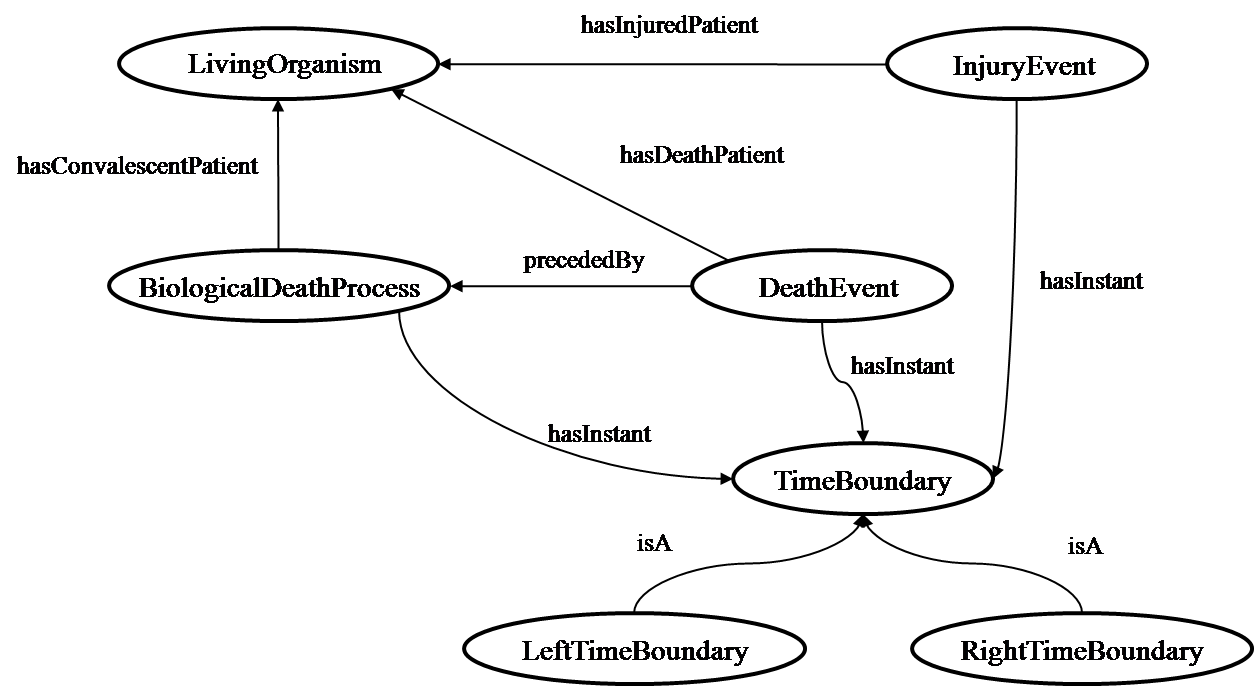 hasInjuredPatient
LivingOrganism
InjuryEvent
hasDeathPatient
hasConvalescentPatient
precededBy
BiologicalDeathProcess
DeathEvent
hasInstant
hasInstant
hasInstant
TimeBoundary
isA
isA
LeftTimeBoundary
RightTimeBoundary